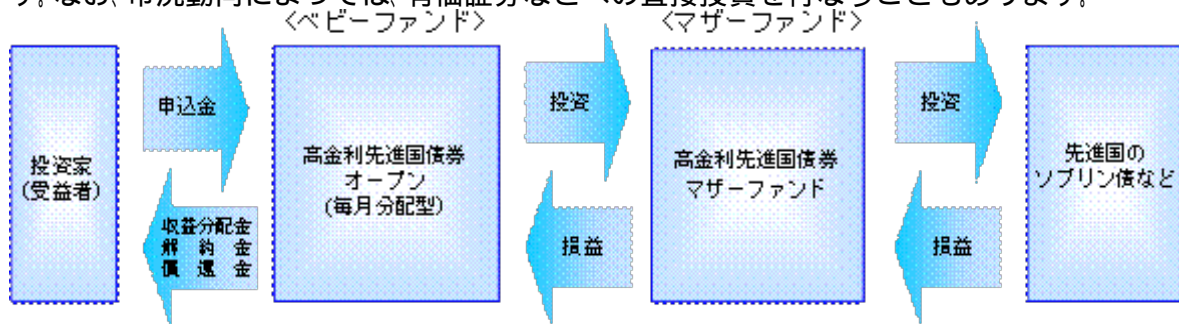 す。なお、市況動向によっては、有価証券などへの直接投資を行なうこともあります。
〈ベビーファンド〉
〈マザーファンド〉
投資家
(受益者)
申込金
収益分配金
解約金
償還金
高金利先進国債券
オープン
(毎月分配型)
投資
損益
高金利先進国債券
マザーファンド
投資
損益
先進国の
ソブリン債など